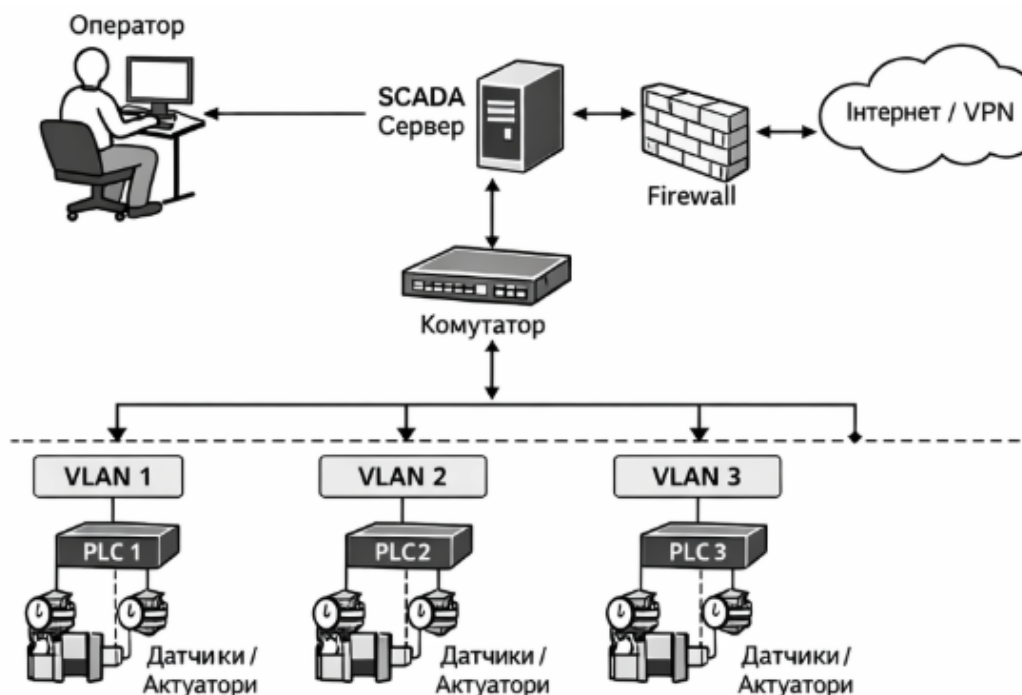 Оператор
SCADA
Сервер
Інтернет / VPN
Firewall
Комутатор
VLAN 1
VLAN 2
VLAN 3
PLC 1
PLC2
PLC 3
Датчики /
Актуатори
Датчики /
Актуатори
Датчики /
Актуатори